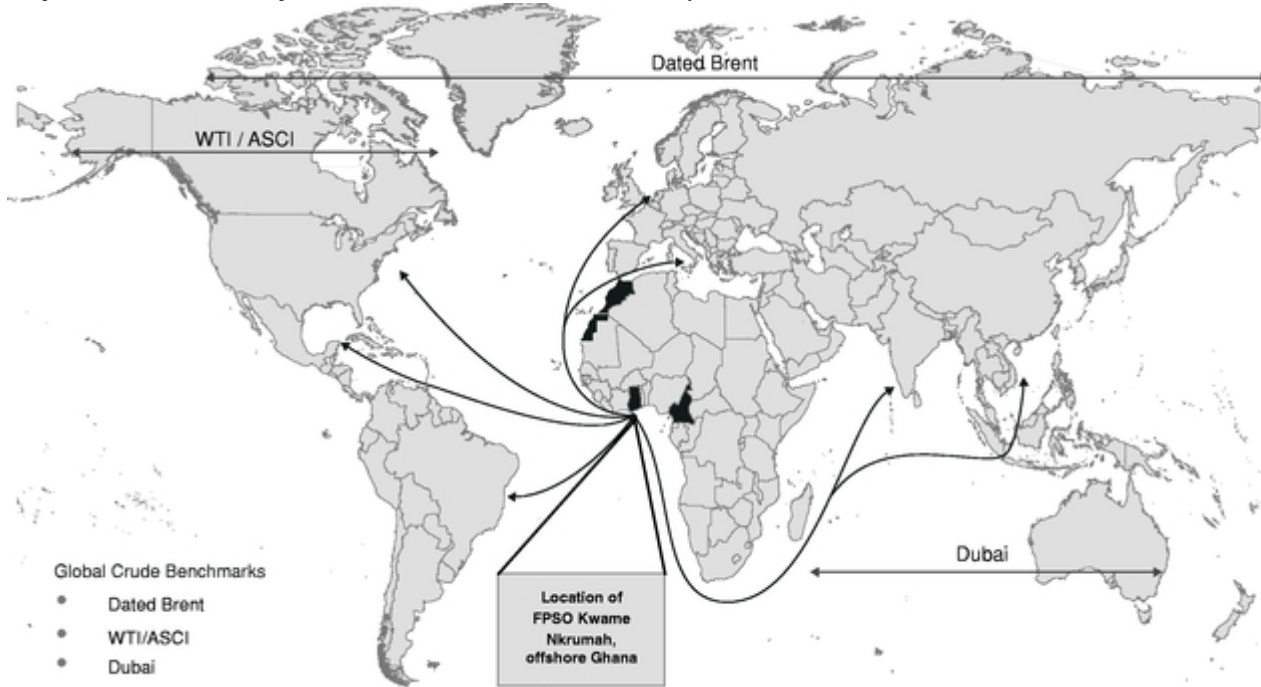 Dated Brent
WTI / ASCI
Dubai
Global Crude Benchmarks
Dated Brent
WTI/ASCI
Dubai
Location of
FPSO Kwame
Nkrumah,
offshore Ghana